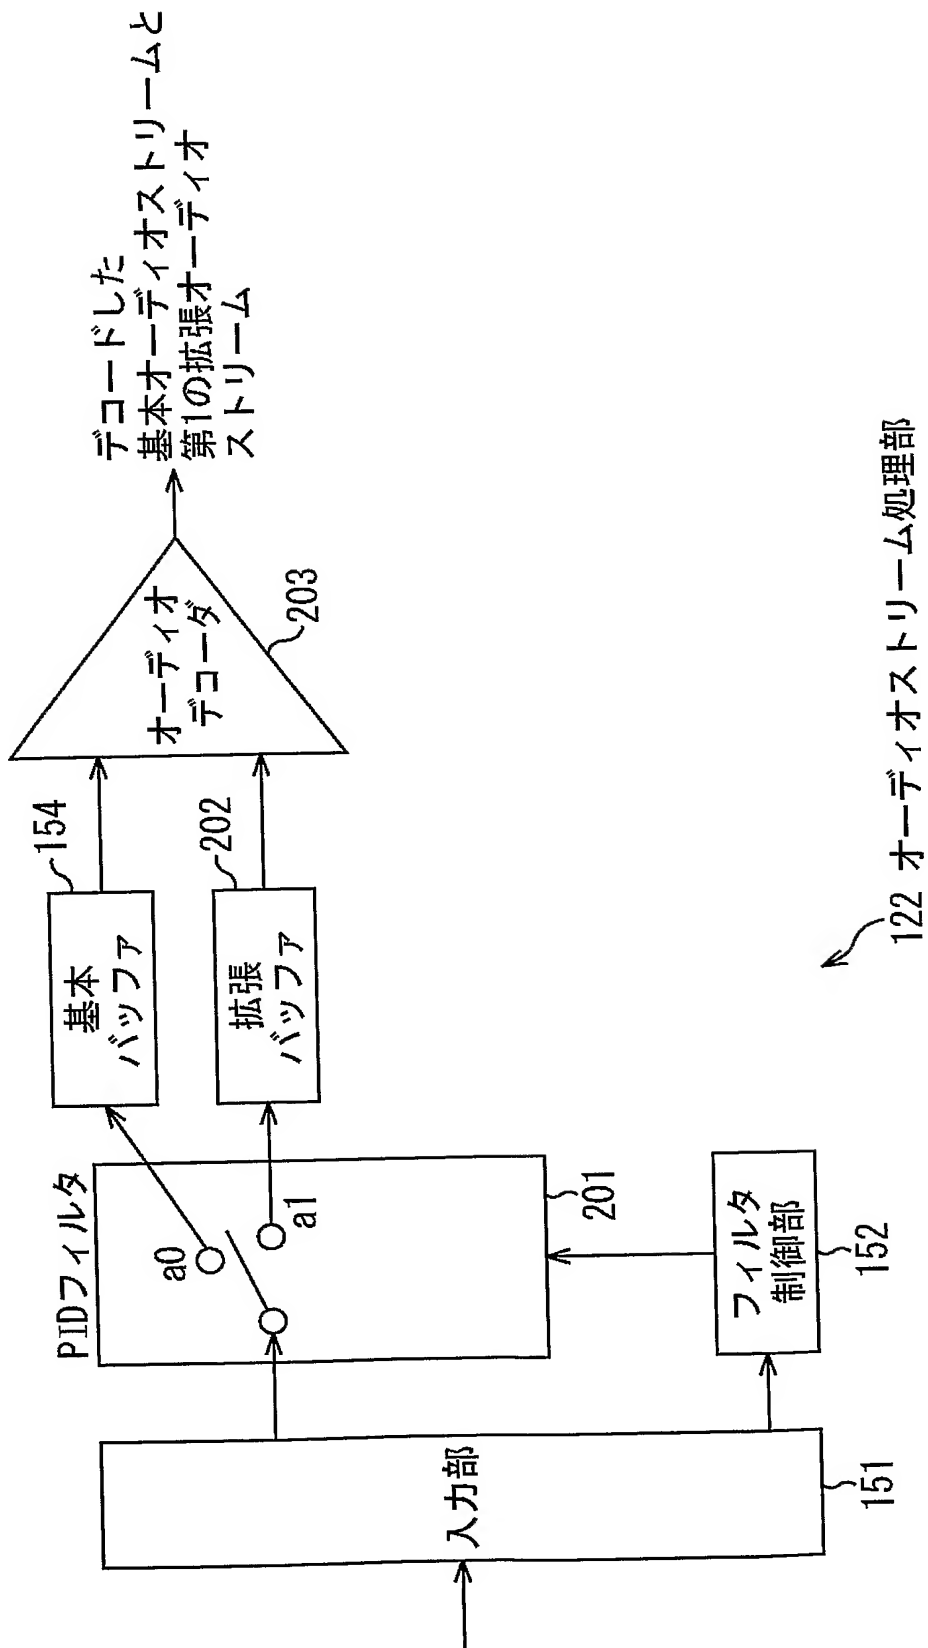 デコードした
基本オーディオストリームと
第1の拡張オーディオ
ストリーム
オーディオ
デコーダ
203
154
基本
バッファ
202
拡張
バッファ
PIDフィルタ
a0
a1
201
フィルタ
制御部
152
入力部
151
122 オーディオストリーム処理部